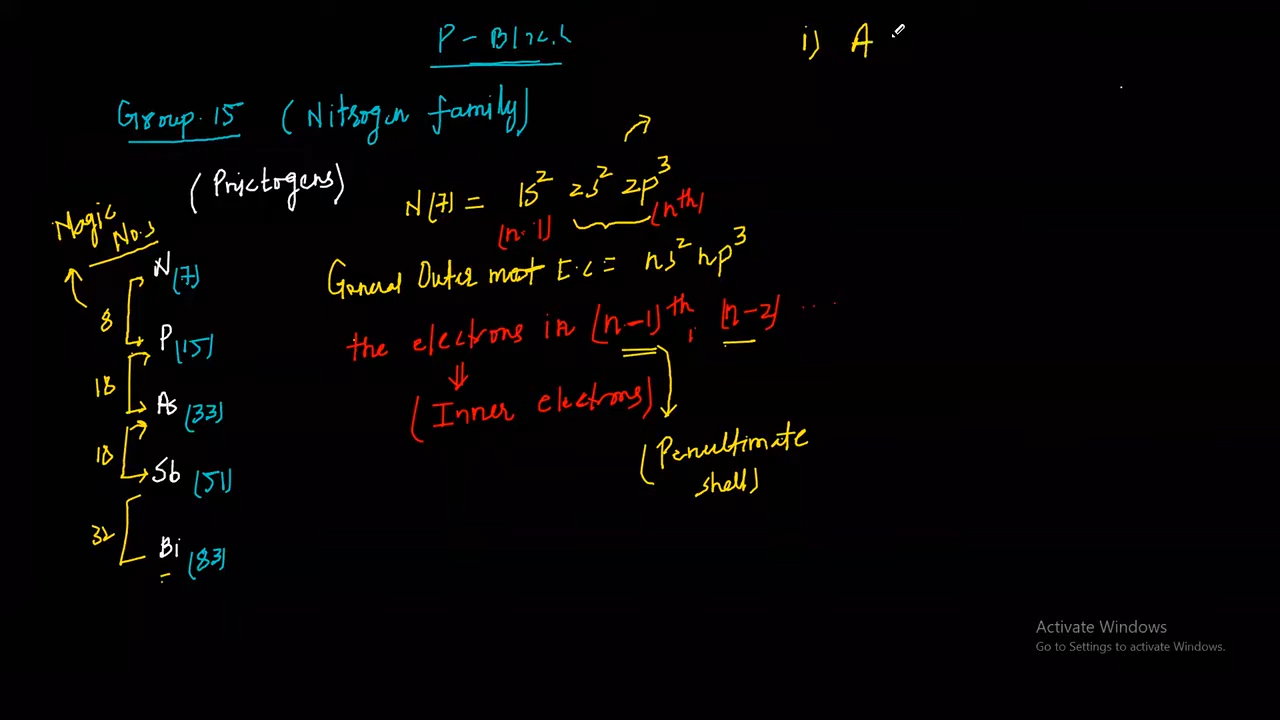 P-Block
i) A
Group.15 (Nitrogen family)
(Pnictogens)
N(7) = 1s² 2s² 2p³
(n-1) (nth)
Magic
No.s
General Outer most E.C = ns² np³
N(7)
8
the electrons in (n-1)th, (n-2) ....
P(15)
18
(Inner electrons)
As(33)
(Penultimate
shell)
18
Sb (51)
32
Bi (83)
Activate Windows
Go to Settings to activate Windows.